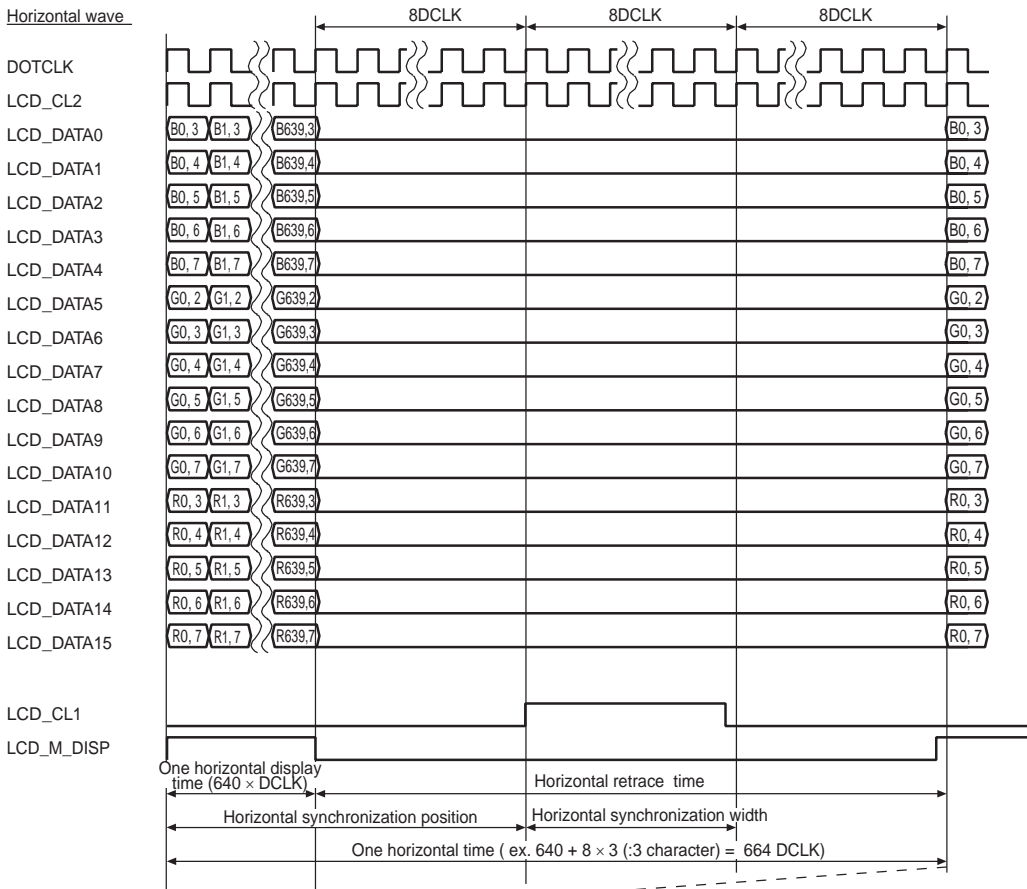 Horizontal wave
8DCLK 8DCLK 8DCLK
DOTCLK
LCD_CL2
LCD_DATA0 B0, 3 B1, 3 B639,3 B0, 3
LCD_DATA1 B0, 4 B1, 4 B639,4 B0, 4
LCD_DATA2 B0, 5 B1, 5 B639,5 B0, 5
LCD_DATA3 B0, 6 B1, 6 B639,6 B0, 6
LCD_DATA4 B0, 7 B1, 7 B639,7 B0, 7
LCD_DATA5 G0, 2 G1, 2 G639,2 G0, 2
LCD_DATA6 G0, 3 G1, 3 G639,3 G0, 3
LCD_DATA7 G0, 4 G1, 4 G639,4 G0, 4
LCD_DATA8 G0, 5 G1, 5 G639,5 G0, 5
LCD_DATA9 G0, 6 G1, 6 G639,6 G0, 6
LCD_DATA10 G0, 7 G1, 7 G639,7 G0, 7
LCD_DATA11 R0, 3 R1, 3 R639,3 R0, 3
LCD_DATA12 R0, 4 R1, 4 R639,4 R0, 4
LCD_DATA13 R0, 5 R1, 5 R639,5 R0, 5
LCD_DATA14 R0, 6 R1, 6 R639,6 R0, 6
LCD_DATA15 R0, 7 R1, 7 R639,7 R0, 7
LCD_CL1
LCD_M_DISP
One horizontal display
time (640 × DCLK)
Horizontal retrace time
Horizontal synchronization position
Horizontal synchronization width
One horizontal time ( ex. 640 + 8 × 3 (:3 character) = 664 DCLK)